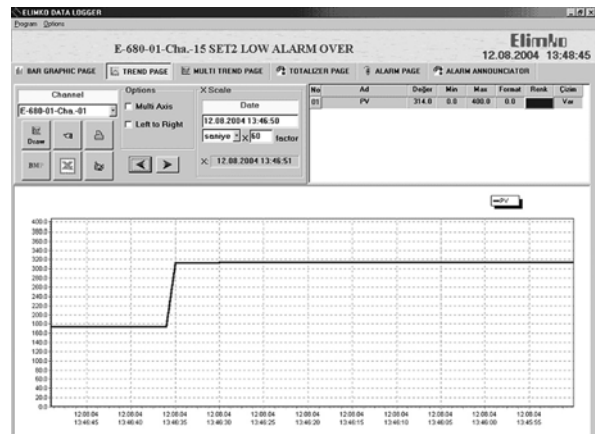 ELIMKO DATA LOGGER
Program Options
E-680-01-Cha.-15 SET2 LOW ALARM OVER
Elimko
12.08.2004 13:48:45
BAR GRAPHIC PAGE TREND PAGE MULTI TREND PAGE TOTALIZER PAGE ALARM PAGE ALARM ANNOUNCIATOR
Channel
E-680-01-Cha.-01
Draw
BMP
Options
Multi Axis
Left to Right
X Scale
Date
12.08.2004 13:46:50
saniye x 60 factor
X: 12.08.2004 13:46:51
No Ad Değer Min Max Format Renk Çizim
01 PV 314.0 0.0 400.0 0.0 Var
PV
400.0
380.0
360.0
340.0
320.0
300.0
280.0
260.0
240.0
220.0
200.0
180.0
160.0
140.0
120.0
100.0
80.0
60.0
40.0
20.0
0.0
12.08.04 12.08.04 12.08.04 12.08.04 12.08.04 12.08.04 12.08.04 12.08.04 12.08.04 12.08.04 12.08.04
13:46:45 13:46:40 13:46:35 13:46:30 13:46:25 13:46:20 13:46:15 13:46:10 13:46:05 13:46:00 13:45:55